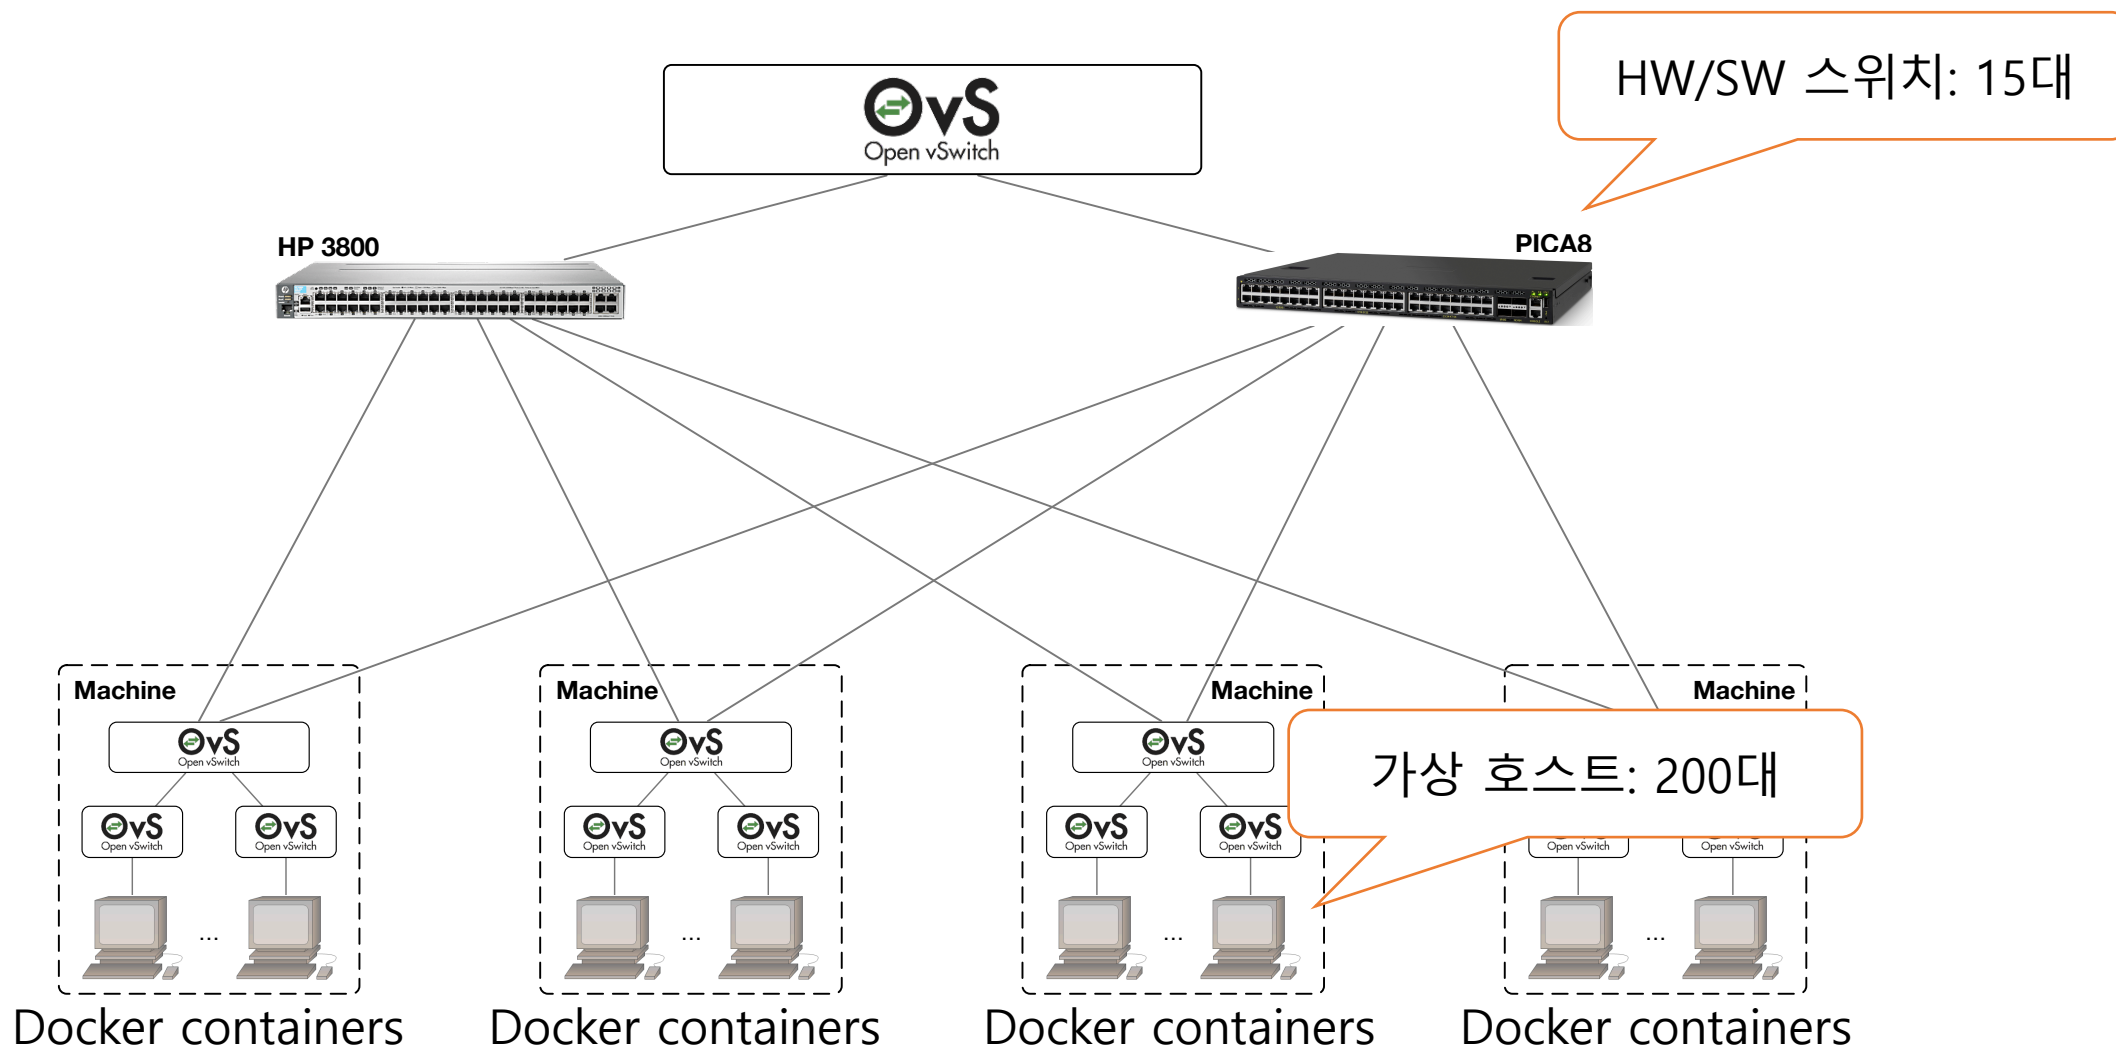 HW/SW 스위치: 15대
OvS
Open vSwitch
HP 3800
PICA8
Machine
Machine
Machine
Machine
OvS
Open vSwitch
OvS
Open vSwitch
OvS
Open vSwitch
가상 호스트: 200대
OvS
Open vSwitch
OvS
Open vSwitch
OvS
Open vSwitch
OvS
Open vSwitch
OvS
Open vSwitch
OvS
Open vSwitch
Open vSwitch
Open vSwitch
...
...
...
...
Docker containers
Docker containers
Docker containers
Docker containers